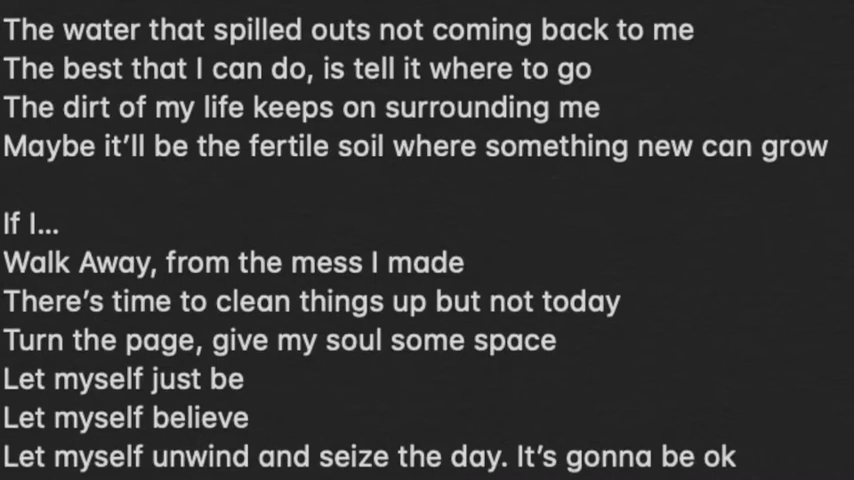 The water that spilled outs not coming back to me
The best that I can do, is tell it where to go
The dirt of my life keeps on surrounding me
Maybe it’ll be the fertile soil where something new can grow
If I...
Walk Away, from the mess I made
There’s time to clean things up but not today
Turn the page, give my soul some space
Let myself just be
Let myself believe
Let myself unwind and seize the day. It’s gonna be ok